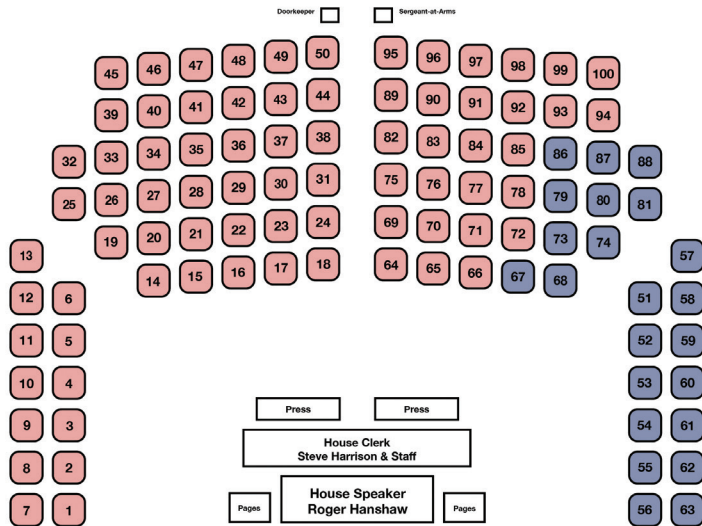 Doorkeeper Sergeant-at-Arms
45 46 47 48 49 50 95 96 97 98 99 100
39 40 41 42 43 44 89 90 91 92 93 94
32 33 34 35 36 37 38 82 83 84 85 86 87 88
25 26 27 28 29 30 31 75 76 77 78 79 80 81
19 20 21 22 23 24 69 70 71 72 73 74
13 14 15 16 17 18 64 65 66 67 68 57
12 6 51 58
11 5 52 59
10 4 53 60
9 3 54 61
8 2 55 62
7 1 56 63
Press Press
House Clerk
Steve Harrison & Staff
Pages House Speaker Pages
Roger Hanshaw